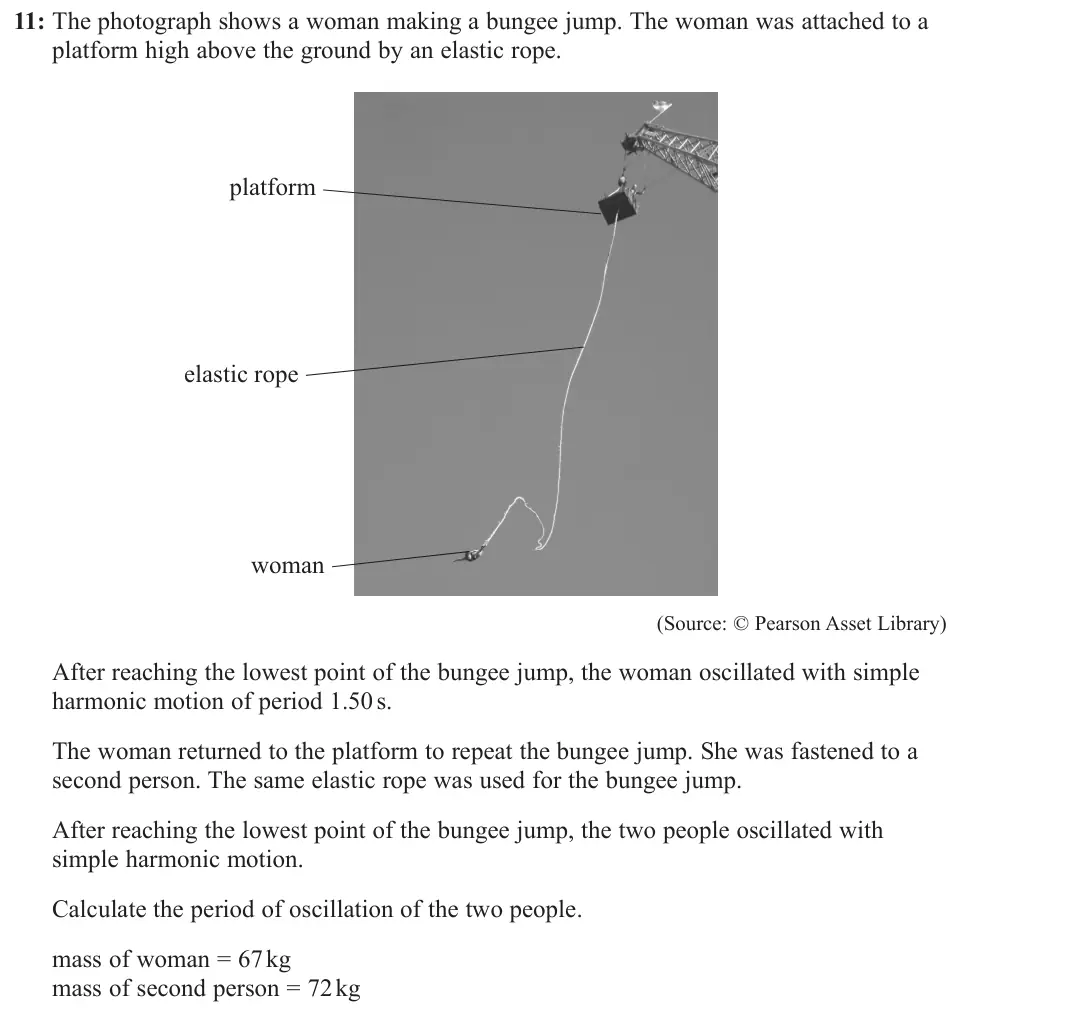 11: The photograph shows a woman making a bungee jump. The woman was attached to a
platform high above the ground by an elastic rope.
platform
elastic rope
woman
(Source: © Pearson Asset Library)
After reaching the lowest point of the bungee jump, the woman oscillated with simple
harmonic motion of period 1.50 s.
The woman returned to the platform to repeat the bungee jump. She was fastened to a
second person. The same elastic rope was used for the bungee jump.
After reaching the lowest point of the bungee jump, the two people oscillated with
simple harmonic motion.
Calculate the period of oscillation of the two people.
mass of woman = 67 kg
mass of second person = 72 kg